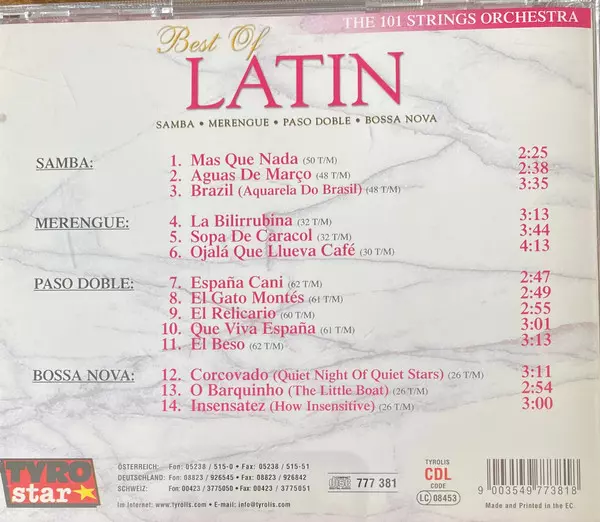 THE 101 STRINGS ORCHESTRA
Best Of
LATIN
SAMBA • MERENGUE • PASO DOBLE • BOSSA NOVA
SAMBA: 1. Mas Que Nada (50 T/M) 2:25
2. Aguas De Março (48 T/M) 2:38
3. Brazil (Aquarela Do Brasil) (48 T/M) 3:35
MERENGUE: 4. La Bilirrubina (32 T/M) 3:13
5. Sopa De Caracol (32 T/M) 3:44
6. Ojalá Que Llueva Café (30 T/M) 4:13
PASO DOBLE: 7. España Cani (62 T/M) 2:47
8. El Gato Montés (61 T/M) 2:49
9. El Relicario (60 T/M) 2:55
10. Que Viva España (61 T/M) 3:01
11. El Beso (62 T/M) 3:13
BOSSA NOVA: 12. Corcovado (Quiet Night Of Quiet Stars) (26 T/M) 3:11
13. O Barquinho (The Little Boat) (26 T/M) 2:54
14. Insensatez (How Insensitive) (26 T/M) 3:00
TYRO
star
ÖSTERREICH: Fon: 05238 / 515-0 • Fax: 05238 / 515-51
DEUTSCHLAND: Fon: 08823 / 926545 • Fax: 08823 / 926842
SCHWEIZ: Fon: 00423 / 3775050 • Fax: 00423 / 3775051
Im Internet: www.tyrolis.com • E-Mail: info@tyrolis.com
777 381
TYROLIS
CDL
CODE
LC 08453
9 003549 773818
Made and Printed in the EC